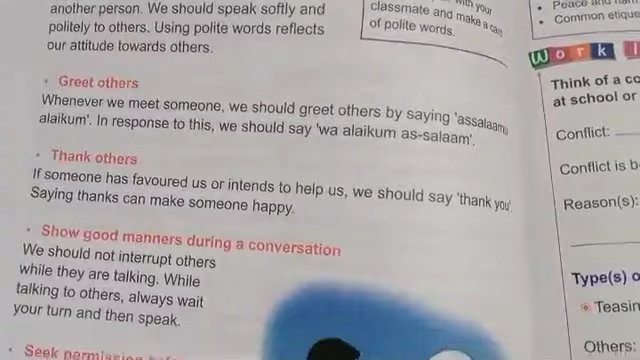 another person. We should speak softly and
politely to others. Using polite words reflects
our attitude towards others.
with your
classmate and make a
of polite words.
• Greet others
Whenever we meet someone, we should greet others by saying 'assalaamu
alaikum'. In response to this, we should say 'wa alaikum as-salaam'.
• Thank others
If someone has favoured us or intends to help us, we should say 'thank you'.
Saying thanks can make someone happy.
• Show good manners during a conversation
We should not interrupt others
while they are talking. While
talking to others, always wait
your turn and then speak.
• Seek permission
• Peace and
• Common
Work
Think of a
at school or
Conflict:
Conflict is
Reason(s):
Type(s)
Others: